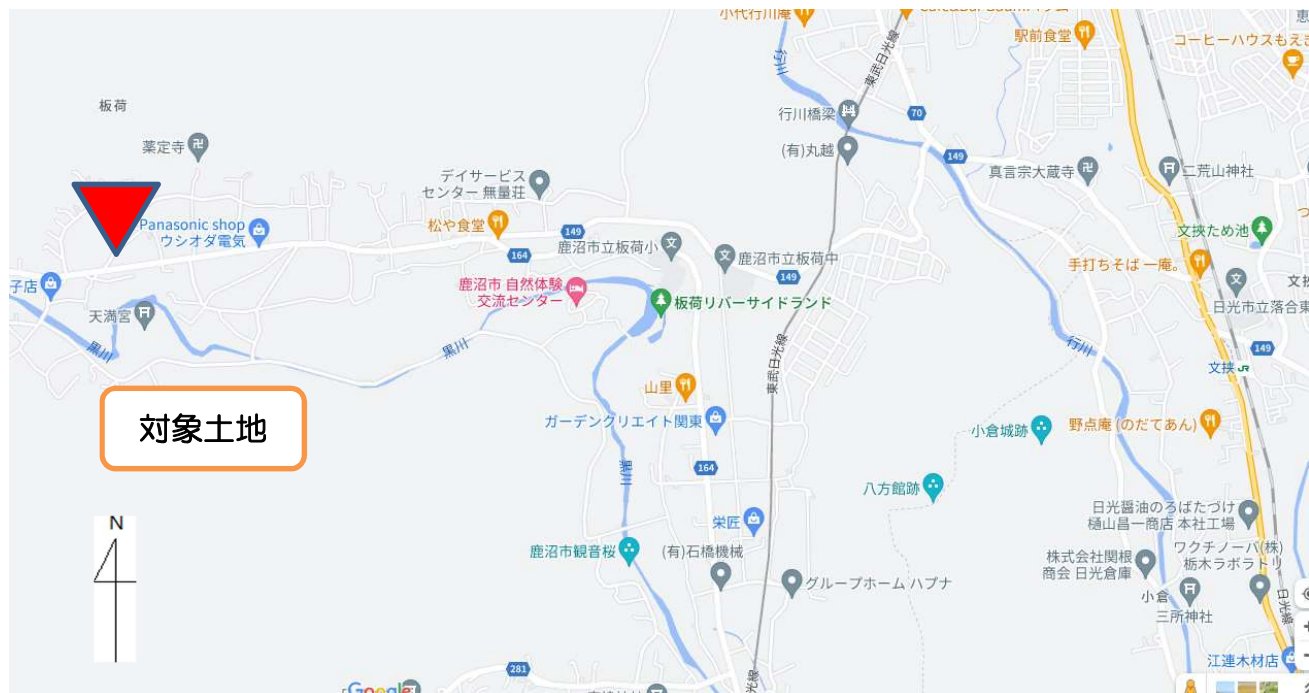 小代行川庵
駅前食堂
コーヒーハウスもえぎ
板荷
行川
東武日光線
行川橋梁
70
薬定寺
(有)丸越
149
デイサービス
センター 無量荘
真言宗大蔵寺
二荒山神社
Panasonic shop
ウシオダ電気
松や食堂
149
文挟ため池
164
鹿沼市立板荷小
鹿沼市立板荷中
149
手打ちそば 一庵。
子店
鹿沼市 自然体験
交流センター
板荷リバーサイドランド
日光市立落合東
天満宮
黒川
黒川
東武日光線
行川
149
文挟
JR
山里
対象土地
ガーデンクリエイト関東
小倉城跡
野点庵 (のだてあん)
黒川
164
八方館跡
N
栄匠
日光醤油のろばたづけ
樋山昌一商店 本社工場
鹿沼市観音桜
(有)石橋機械
株式会社関根
商会 日光倉庫
ワクチノーバ(株)
栃木ラボラトリ
グループホーム ハプナ
小倉
三所神社
日光線
281
江連木材店
Google